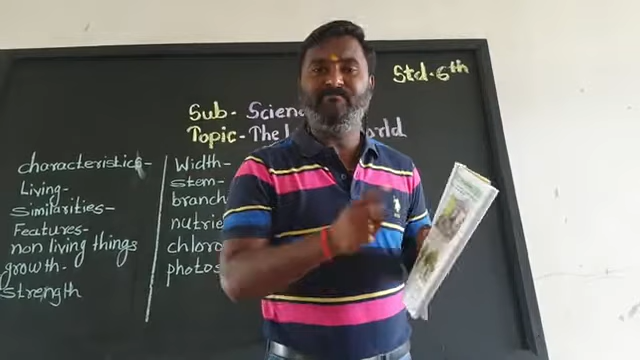 Std.6th
Sub- Scien
Topic- The L orld
characteristics-
Living-
Similarities-
Features-
non living things
growth-
Strength-
Width-
stem-
branch
nutrie
chloro
photos